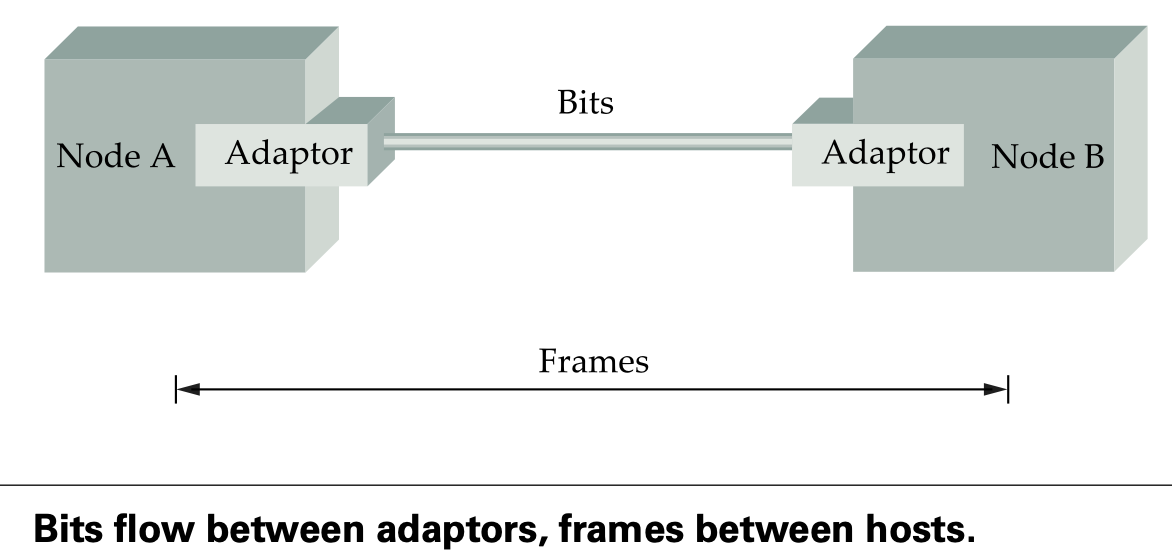 Bits
Node A
Adaptor
Adaptor
Node B
Frames
Bits flow between adaptors, frames between hosts.